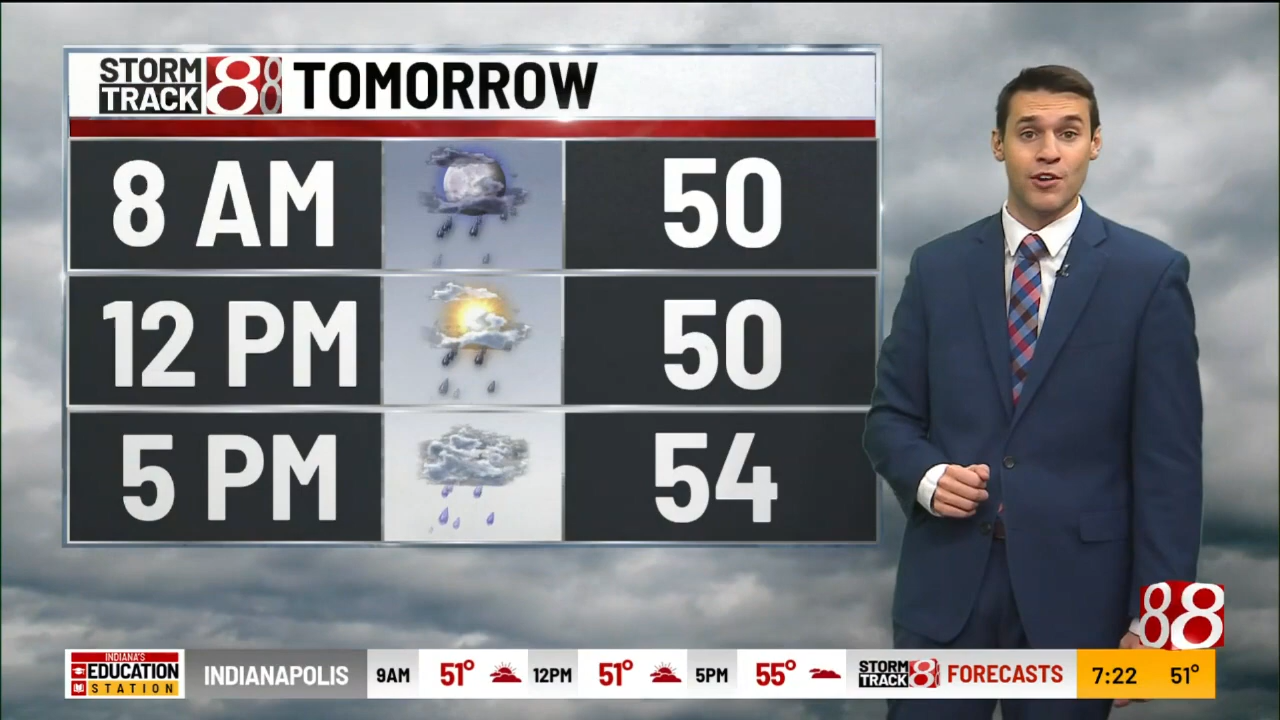 STORM
TRACK 8 8 TOMORROW
8 AM 50
12 PM 50
5 PM 54
88
INDIANA'S
EDUCATION
STATION
INDIANAPOLIS 9AM 51° 12PM 51° 5PM 55° STORM TRACK 8 FORECASTS 7:22 51°